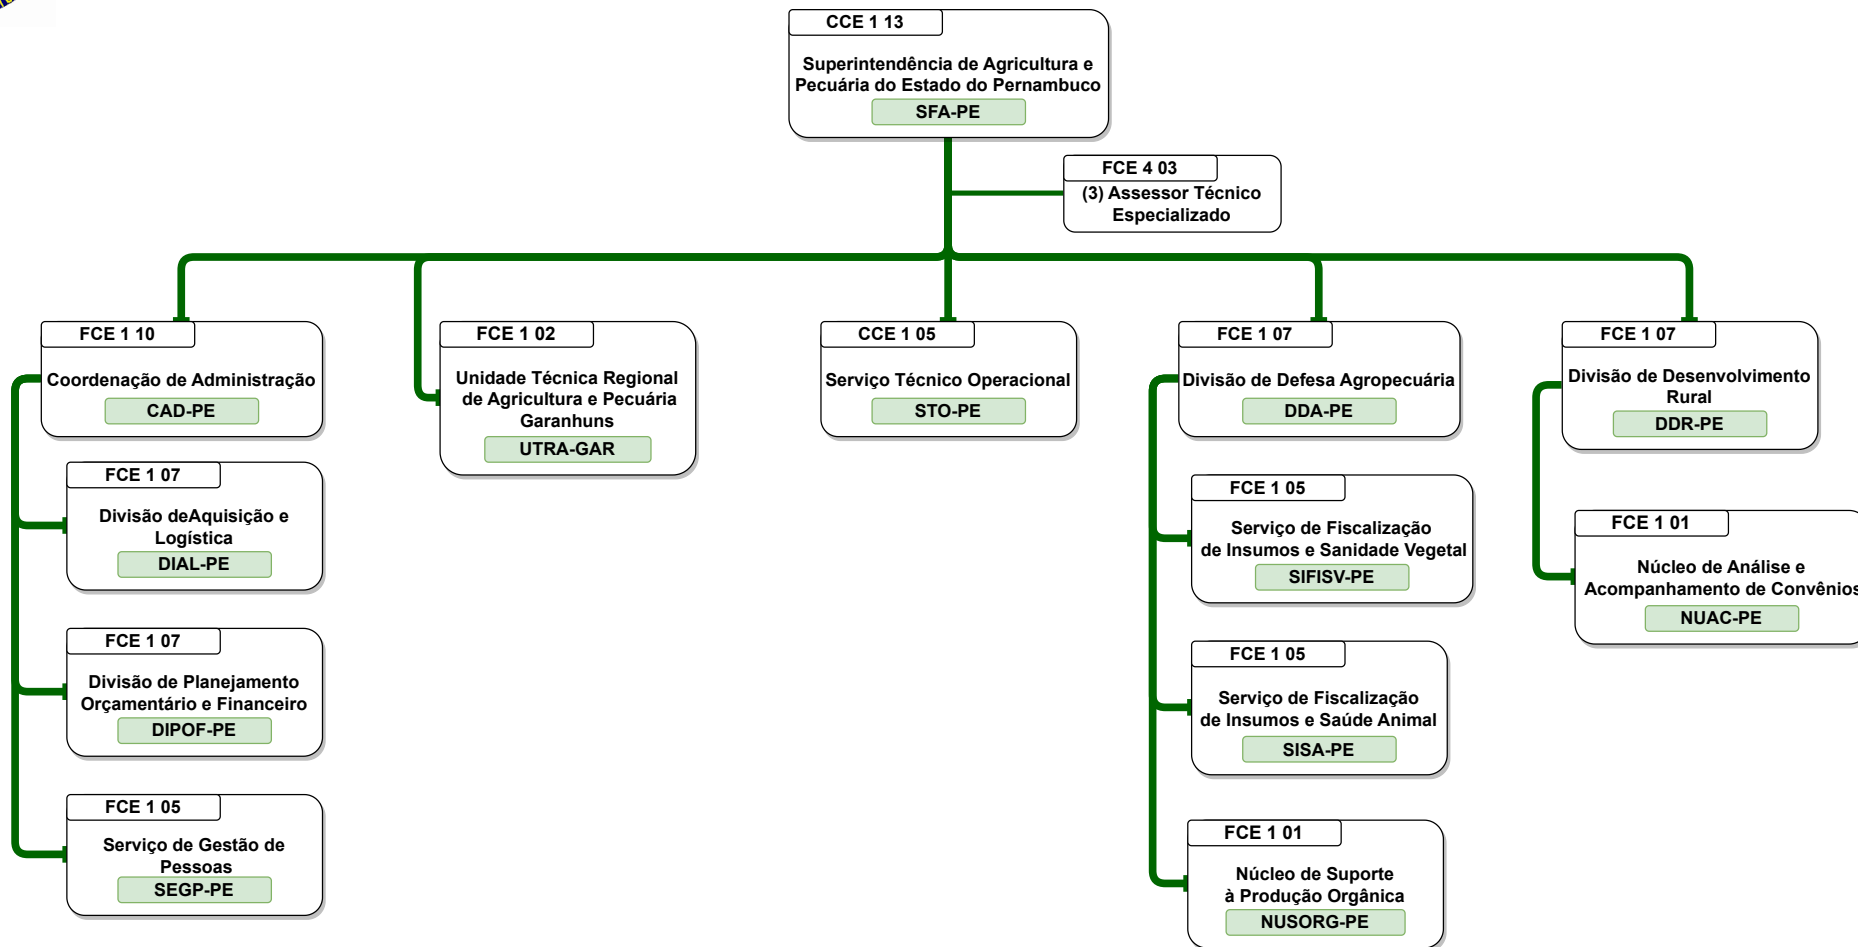 CCE 1 13
Superintendência de Agricultura e
Pecuária do Estado do Pernambuco
SFA-PE
FCE 4 03
(3) Assessor Técnico
Especializado
FCE 1 10
Coordenação de Administração
CAD-PE
FCE 1 07
Divisão deAquisição e
Logística
DIAL-PE
FCE 1 07
Divisão de Planejamento
Orçamentário e Financeiro
DIPOF-PE
FCE 1 05
Serviço de Gestão de
Pessoas
SEGP-PE
FCE 1 02
Unidade Técnica Regional
de Agricultura e Pecuária
Garanhuns
UTRA-GAR
CCE 1 05
Serviço Técnico Operacional
STO-PE
FCE 1 07
Divisão de Defesa Agropecuária
DDA-PE
FCE 1 05
Serviço de Fiscalização
de Insumos e Sanidade Vegetal
SIFISV-PE
FCE 1 05
Serviço de Fiscalização
de Insumos e Saúde Animal
SISA-PE
FCE 1 01
Núcleo de Suporte
à Produção Orgânica
NUSORG-PE
FCE 1 07
Divisão de Desenvolvimento
Rural
DDR-PE
FCE 1 01
Núcleo de Análise e
Acompanhamento de Convênios
NUAC-PE